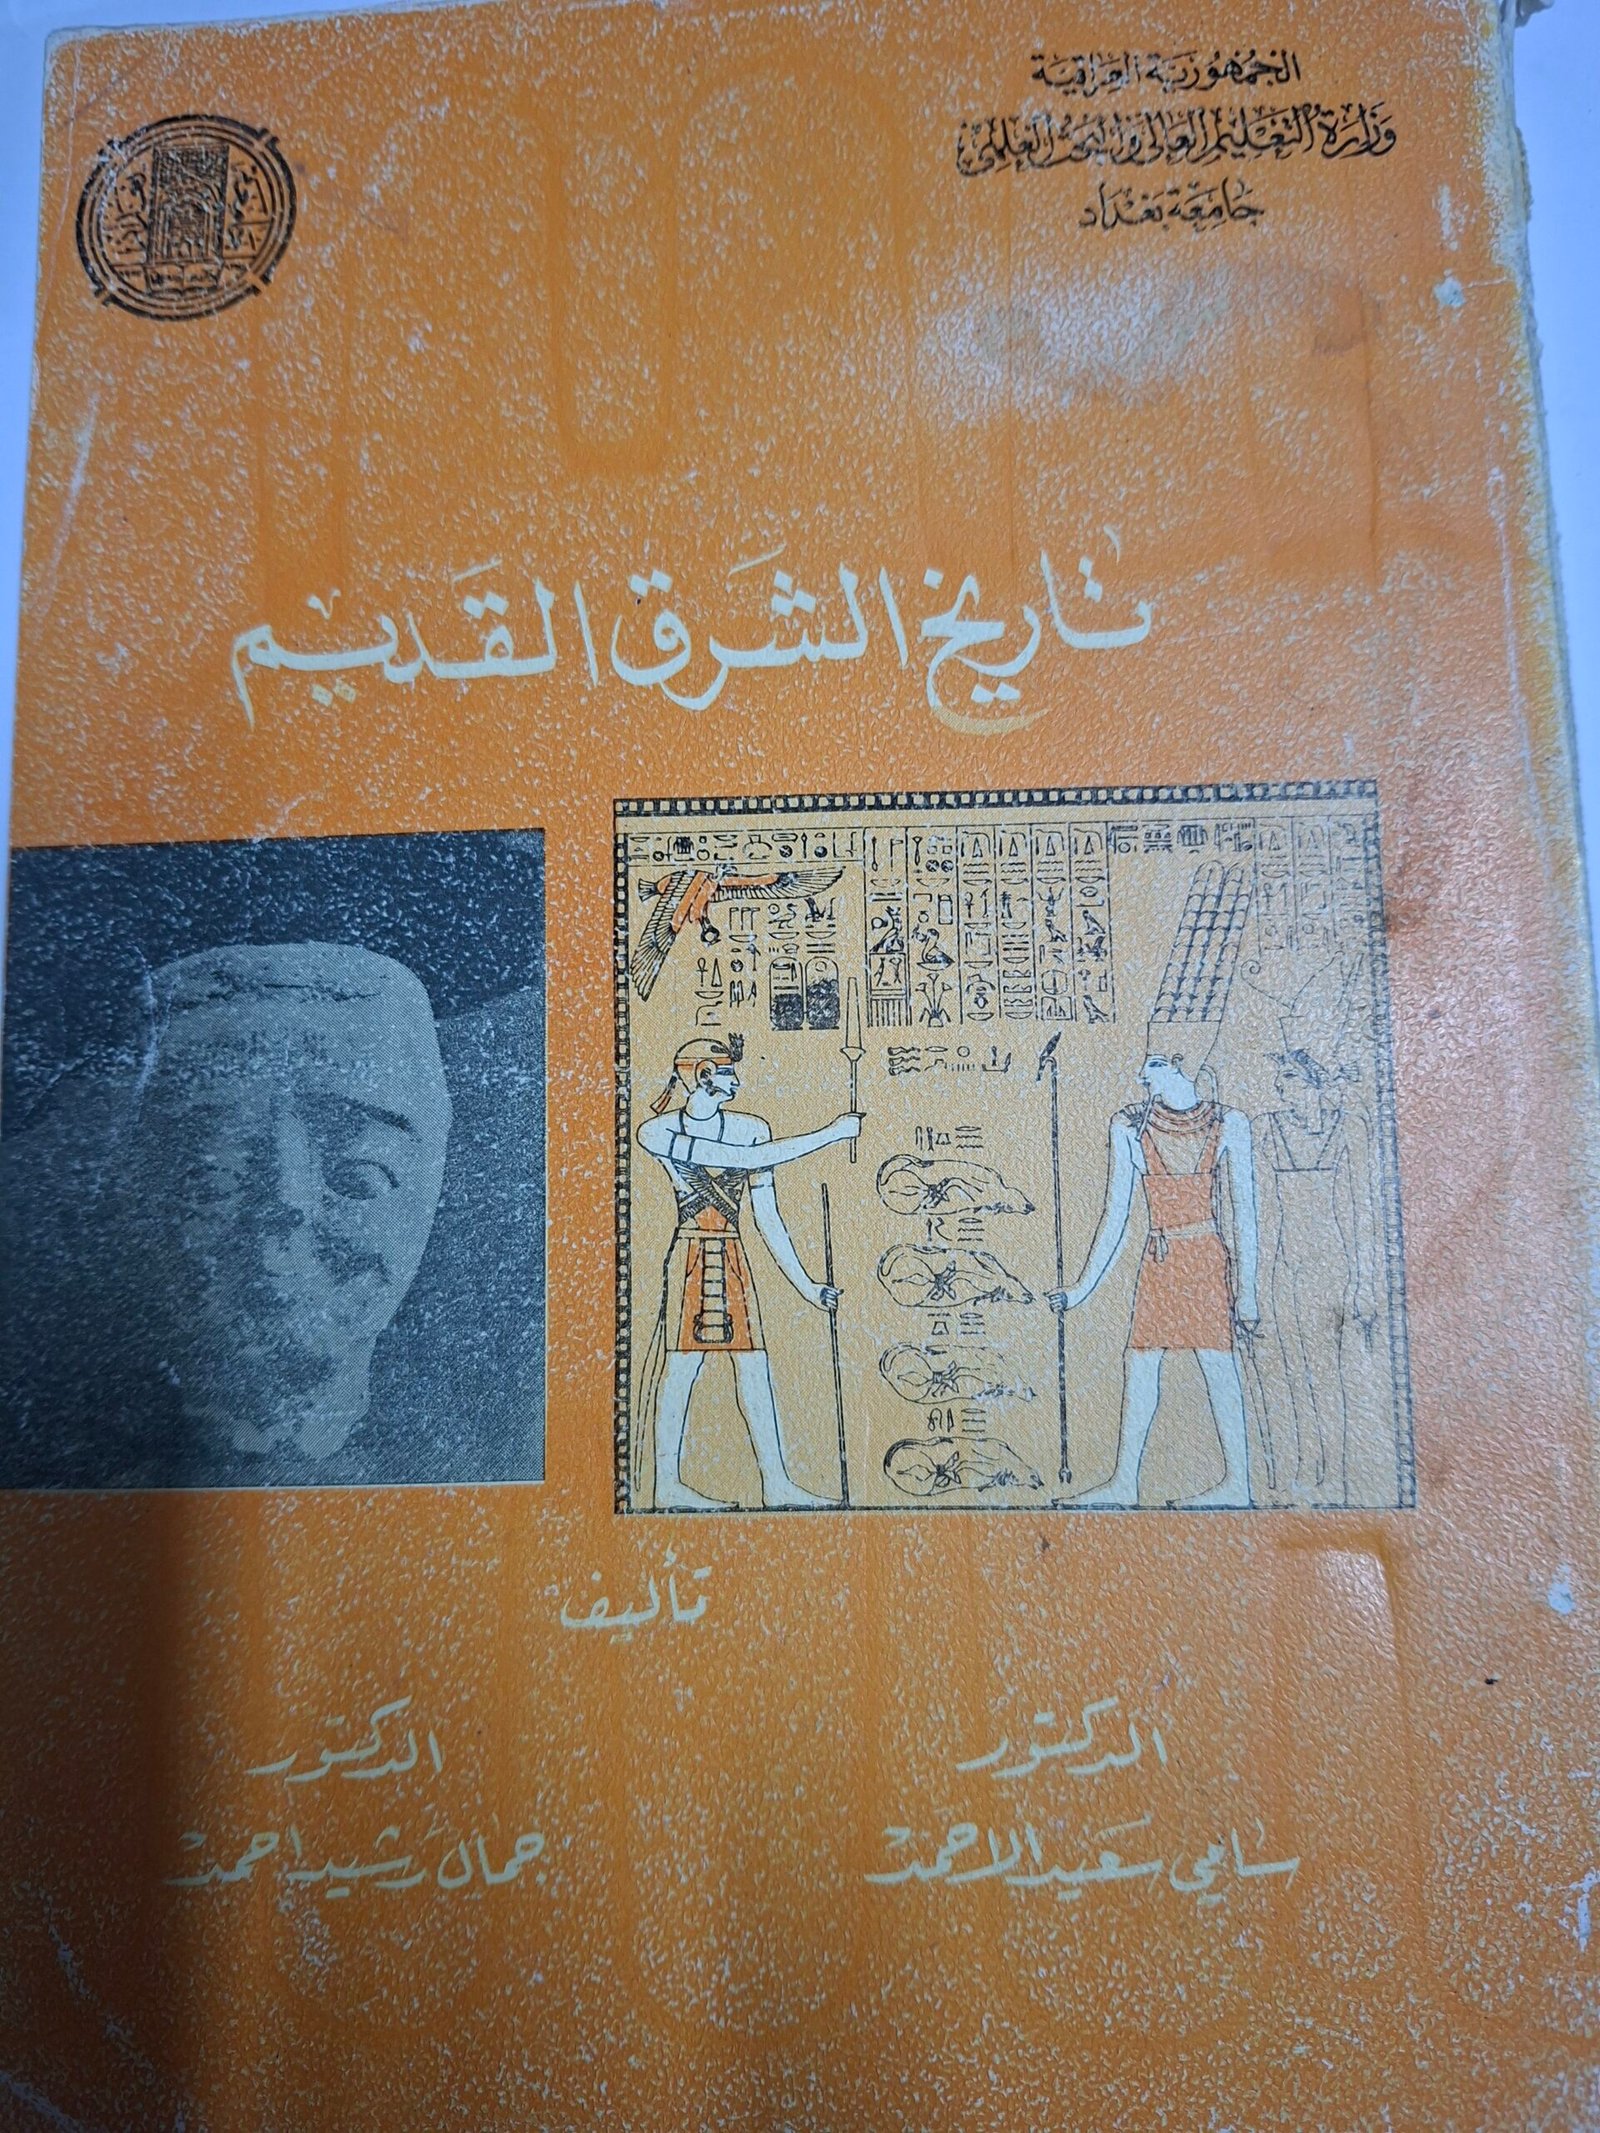 الجمهورية العراقية
وزارة التعليم العالي والبحث العلمي
جامعة بغداد
تاريخ الشرق القديم
تأليف
الدكتور
سامي سعيد الاحمد
الدكتور
جمال رشيد احمد